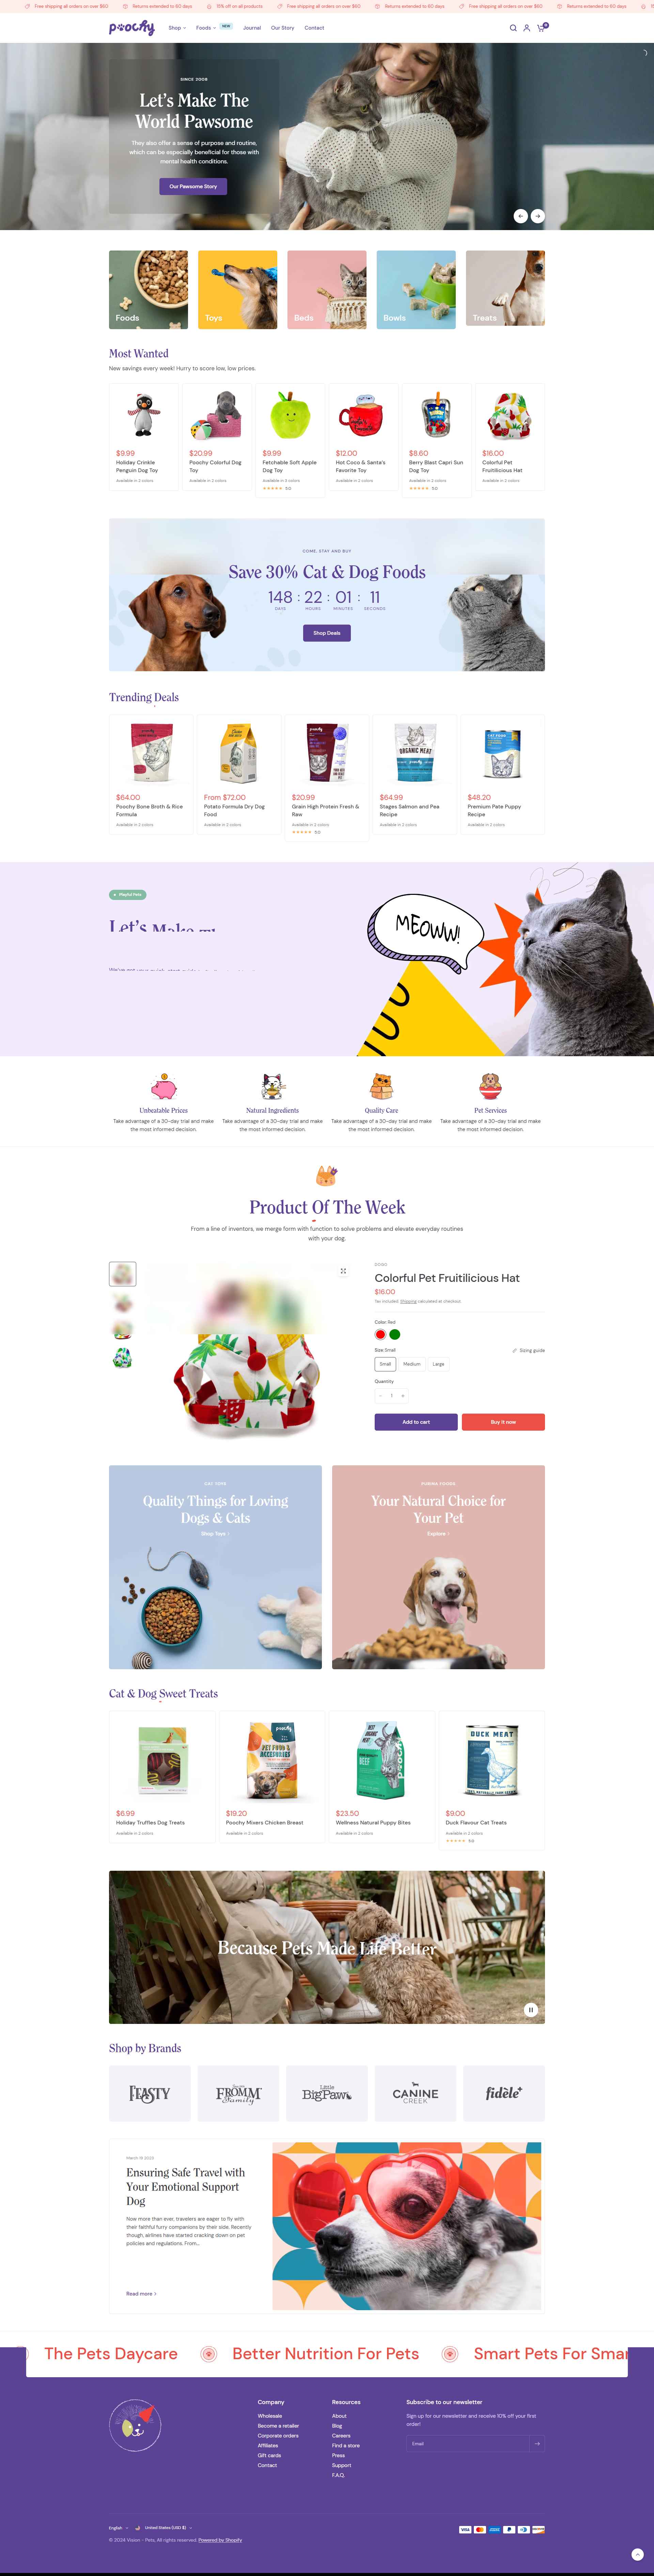 Free shipping all orders on over $60
Returns extended to 60 days
15% off on all products
Free shipping all orders on over $60
Returns extended to 60 days
Free shipping all orders on over $60
Returns extended to 60 days
poochy
Shop
Foods
NEW
Journal
Our Story
Contact
SINCE 2008
Let's Make The
World Pawsome
They also offer a sense of purpose and routine,
which can be especially beneficial for those with
mental health conditions.
Our Pawsome Story
Foods
Toys
Beds
Bowls
Treats
Most Wanted
New savings every week! Hurry to score low, low prices.
$9.99
Holiday Crinkle
Penguin Dog Toy
Available in 2 colors
$20.99
Poochy Colorful Dog
Toy
Available in 2 colors
$9.99
Fetchable Soft Apple
Dog Toy
Available in 3 colors
5.0
$12.00
Hot Coco & Santa's
Favorite Toy
Available in 2 colors
$8.60
Berry Blast Capri Sun
Dog Toy
Available in 2 colors
5.0
$16.00
Colorful Pet
Fruitilicious Hat
Available in 2 colors
COME, STAY AND BUY
Save 30% Cat & Dog Foods
148 : 22 : 01 : 11
DAYS HOURS MINUTES SECONDS
Shop Deals
Trending Deals
$64.00
Poochy Bone Broth & Rice
Formula
Available in 2 colors
From $72.00
Potato Formula Dry Dog
Food
Available in 2 colors
$20.99
Grain High Protein Fresh &
Raw
Available in 2 colors
5.0
ORGANIC MEAT
$64.99
Stages Salmon and Pea
Recipe
Available in 2 colors
CAT FOOD
$48.20
Premium Pate Puppy
Recipe
Available in 2 colors
Playful Pets
Let's Make
MEOWW!
Unbeatable Prices
Take advantage of a 30-day trial and make
the most informed decision.
Natural Ingredients
Take advantage of a 30-day trial and make
the most informed decision.
Quality Care
Take advantage of a 30-day trial and make
the most informed decision.
Pet Services
Take advantage of a 30-day trial and make
the most informed decision.
Product Of The Week
From a line of inventors, we merge form with function to solve problems and elevate everyday routines
with your dog.
Colorful Pet Fruitilicious Hat
$16.00
Tax included. Shipping calculated at checkout.
Color: Red
Size: Small
Sizing guide
Small
Medium
Large
Quantity
− 1 +
Add to cart
Buy it now
CAT TOYS
Quality Things for Loving
Dogs & Cats
Shop Toys
Your Natural Choice for
Your Pet
Explore
Cat & Dog Sweet Treats
$6.99
Holiday Truffles Dog Treats
Available in 2 colors
poochy
PET FOOD &
ACCESORIES
$19.20
Poochy Mixers Chicken Breast
Available in 2 colors
BEST
ORGANIC
MEAT
BEEF
poochy
$23.50
Wellness Natural Puppy Bites
Available in 2 colors
DUCK MEAT
$9.00
Duck Flavour Cat Treats
Available in 2 colors
5.0
Because Pets Made Life Better
Shop by Brands
FEASTY
FROMM
Family
Little
BigPaw
CANINE
CREEK
fidèle+
Ensuring Safe Travel with
Your Emotional Support
Dog
Now more than ever, travelers are eager to fly with
their faithful furry companions by their side. Recently
though, airlines have started cracking down on pet
policies and regulations. From...
Read more
The Pets Daycare
Better Nutrition For Pets
Smart Pets For Smar
Company
Wholesale
Become a retailer
Corporate orders
Affiliates
Gift cards
Contact
Resources
About
Blog
Careers
Find a store
Press
Support
F.A.Q.
Subscribe to our newsletter
Sign up for our newsletter and receive 10% off your first
order!
Email
English
United States (USD $)
© 2024 Vision - Pets, All rights reserved. Powered by Shopify
VISA